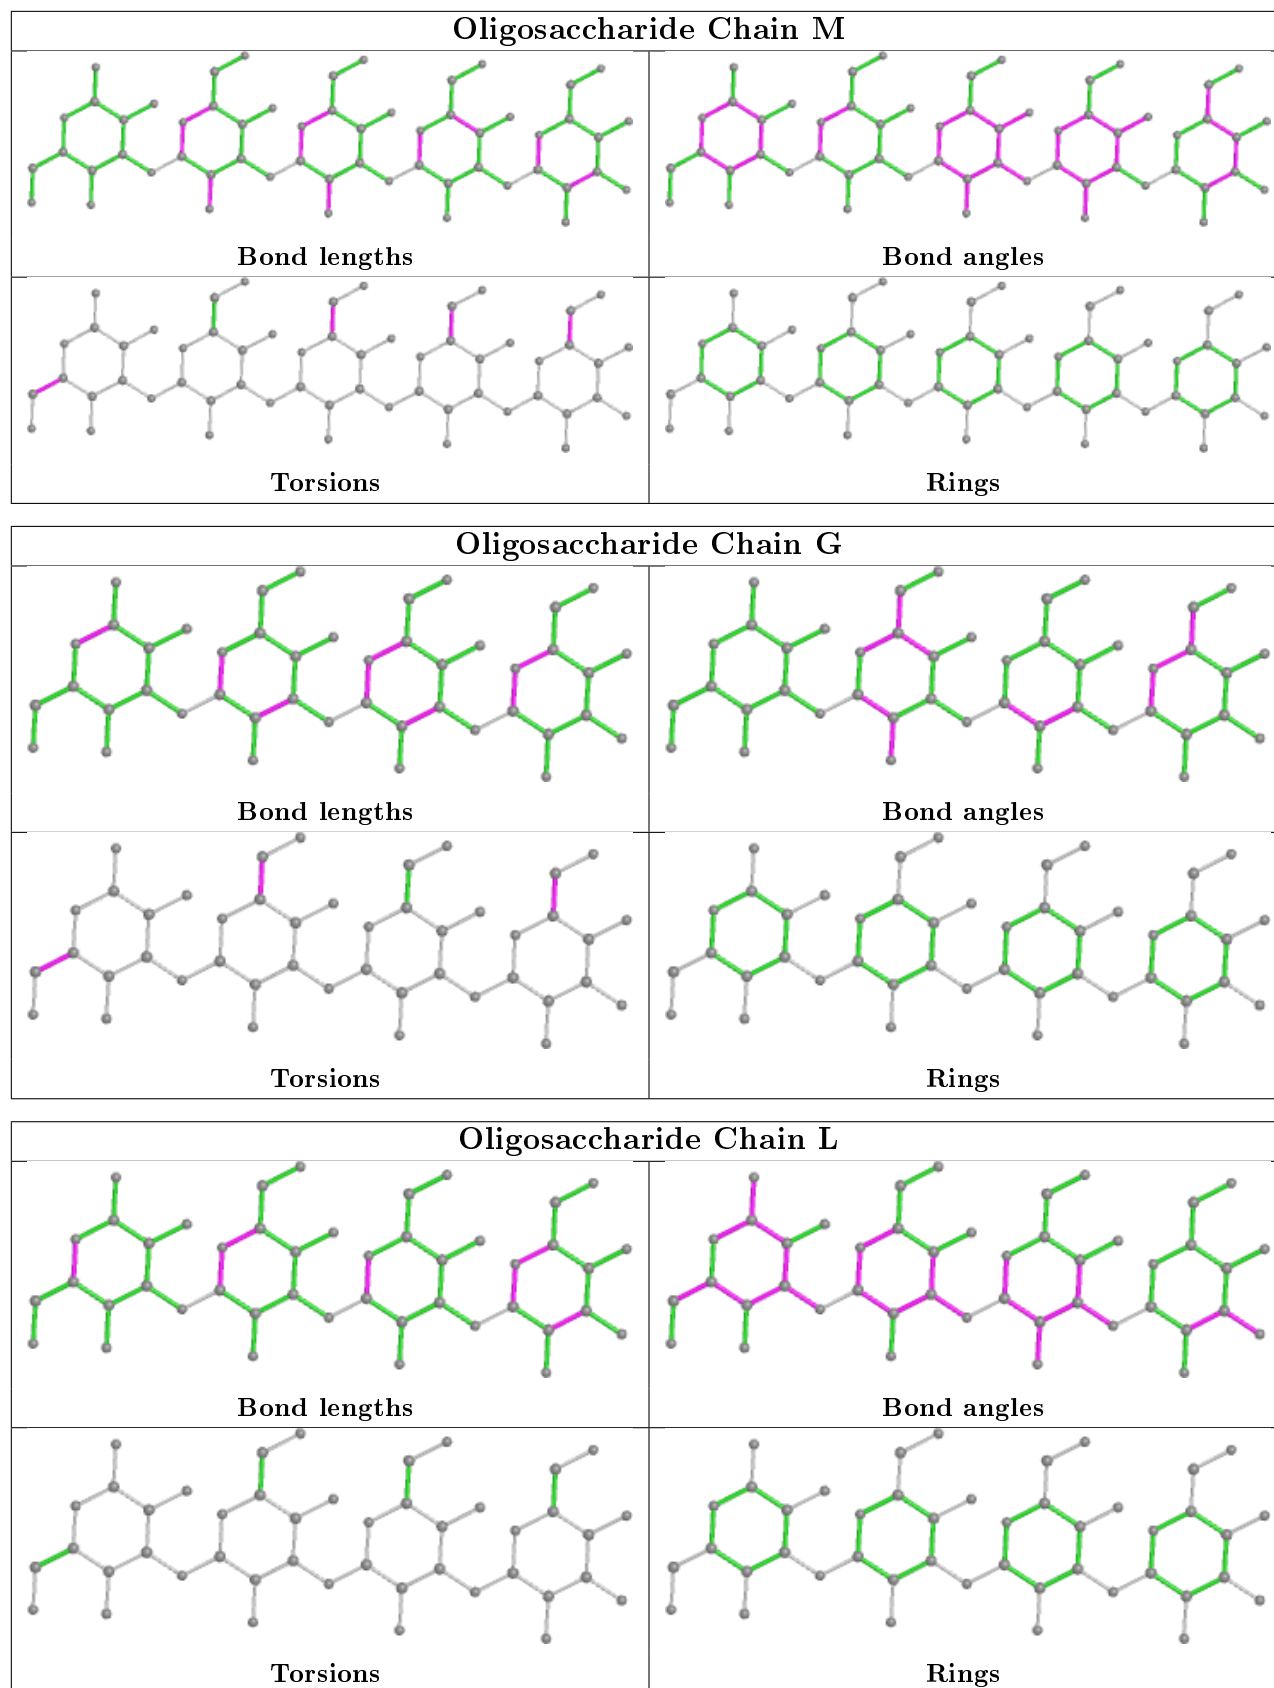 Oligosaccharide Chain M
Bond lengths
Bond angles
Torsions
Rings
Oligosaccharide Chain G
Bond lengths
Bond angles
Torsions
Rings
Oligosaccharide Chain L
Bond lengths
Bond angles
Torsions
Rings